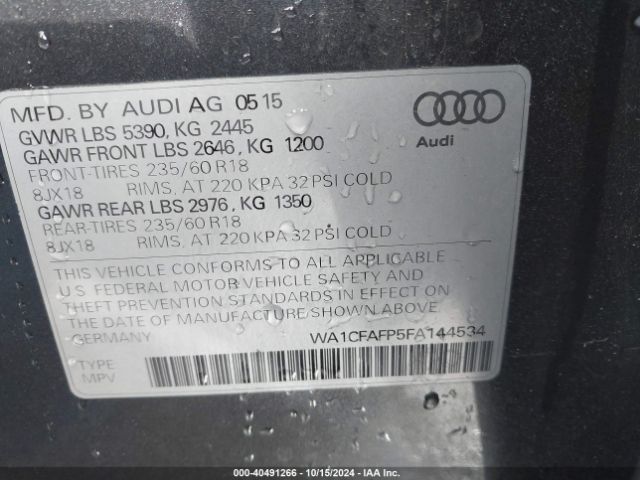 MFD. BY AUDI AG 05 15
GVWR LBS 5390, KG 2445
GAWR FRONT LBS 2646, KG 1200
FRONT-TIRES 235/60 R18
8JX18 RIMS, AT 220 KPA 32 PSI COLD
GAWR REAR LBS 2976, KG 1350
REAR-TIRES 235/60 R18
8JX18 RIMS, AT 220 KPA 32 PSI COLD
Audi
THIS VEHICLE CONFORMS TO ALL APPLICABLE
U.S. FEDERAL MOTOR VEHICLE SAFETY AND
THEFT PREVENTION STANDARDS IN EFFECT ON
THE DATE OF MANUFACTURE SHOWN ABOVE
GERMANY
WA1CFAFP5FA144534
TYPE
MPV
000-40491266 - 10/15/2024 - IAA Inc.